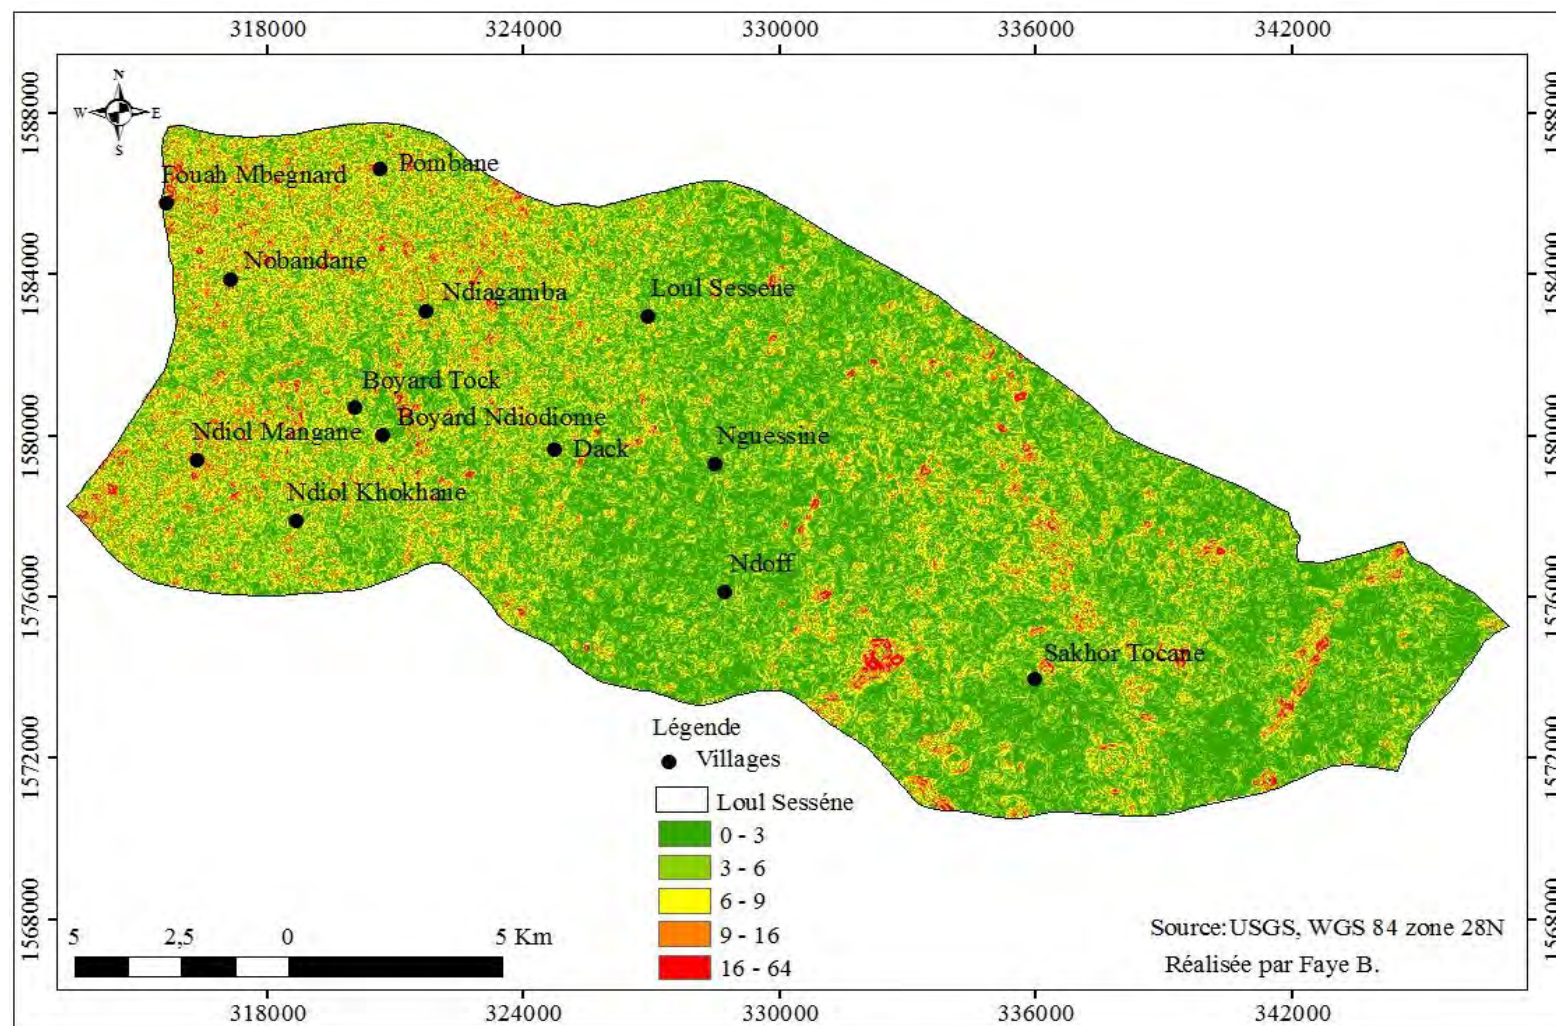 318000 324000 330000 336000 342000
1588000 1588000
N
W E
S
Pombane
Fouah Mbegnard
Nobandane
1584000 1584000
Ndiagamba
Loul Sessene
Boyard Tock
Boyard Ndiodiome
Ndiol Mangane
Nguessine
1580000 1580000
Dack
Ndiol Khokhane
Ndoff
1576000 1576000
Sakhor Tocane
Légende
Villages
1572000 1572000
Loul Sesséne
0 - 3
3 - 6
6 - 9
9 - 16
16 - 64
1568000 1568000
Source:USGS, WGS 84 zone 28N
Réalisée par Faye B.
5 2,5 0 5 Km
318000 324000 330000 336000 342000